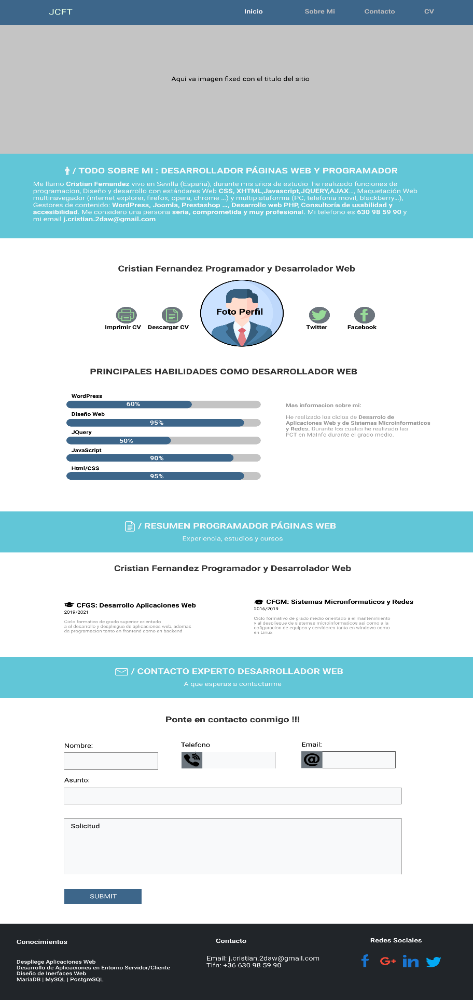 JCFT
Inicio
Sobre Mi
Contacto
CV
Aqui va imagen fixed con el titulo del sitio
/ TODO SOBRE MI : DESARROLLADOR PÁGINAS WEB Y PROGRAMADOR
Me llamo Cristian Fernandez vivo en Sevilla (España), durante mis años de estudio he realizado funciones de
programacion, Diseño y desarrollo con estándares Web CSS, XHTML,Javascript,JQUERY,AJAX..., Maquetación Web
multinavegador (internet explorer, firefox, opera, chrome ...) y multiplataforma (PC, telefonía movil, blackberry...),
Gestores de contenido: WordPress, Joomla, Prestashop ..., Desarrollo web PHP, Consultoría de usabilidad y
accesibilidad. Me considero una persona seria, comprometida y muy profesional. Mi teléfono es 630 98 59 90 y
mi email j.cristian.2daw@gmail.com
Cristian Fernandez Programador y Desarrolador Web
Foto Perfil
Imprimir CV
Descargar CV
Twitter
Facebook
PRINCIPALES HABILIDADES COMO DESARROLLADOR WEB
WordPress
60%
Diseño Web
95%
JQuery
50%
JavaScript
90%
Html/CSS
95%
Mas informacion sobre mi:
He realizado los ciclos de Desarrolo de
Aplicaciones Web y de Sistemas Microinformaticos
y Redes. Durante los cuales he realizado las
FCT en MaInfo durante el grado medio.
/ RESUMEN PROGRAMADOR PÁGINAS WEB
Experiencia, estudios y cursos
Cristian Fernandez Programador y Desarrolador Web
CFGS: Desarrollo Aplicaciones Web
2019/2021
Ciclo formativo de grado superior orientado
a el desarrollo y despliegue de aplicaciones web, ademas
de programacion tanto en frontend como en backend
CFGM: Sistemas Micronformaticos y Redes
2016/2019
Ciclo formativo de grado medio orientado a el mantenimiento
y al despliegue de sistemas microinformaticos asi como a la
cofiguracion de equipos y servidores tanto en windows como
en Linux
/ CONTACTO EXPERTO DESARROLLADOR WEB
A que esperas a contactarme
Ponte en contacto conmigo !!!
Nombre:
Telefono
:
Email:
@
Asunto:
Solicitud
SUBMIT
Conocimientos
Despliege Aplicaciones Web
Desarrollo de Aplicaciones en Entorno Servidor/Cliente
Diseño de Inerfaces Web
MariaDB | MySQL | PostgreSQL
Contacto
Email: j.cristian.2daw@gmail.com
Tlfn: +36 630 98 59 90
Redes Sociales
f
G+
in